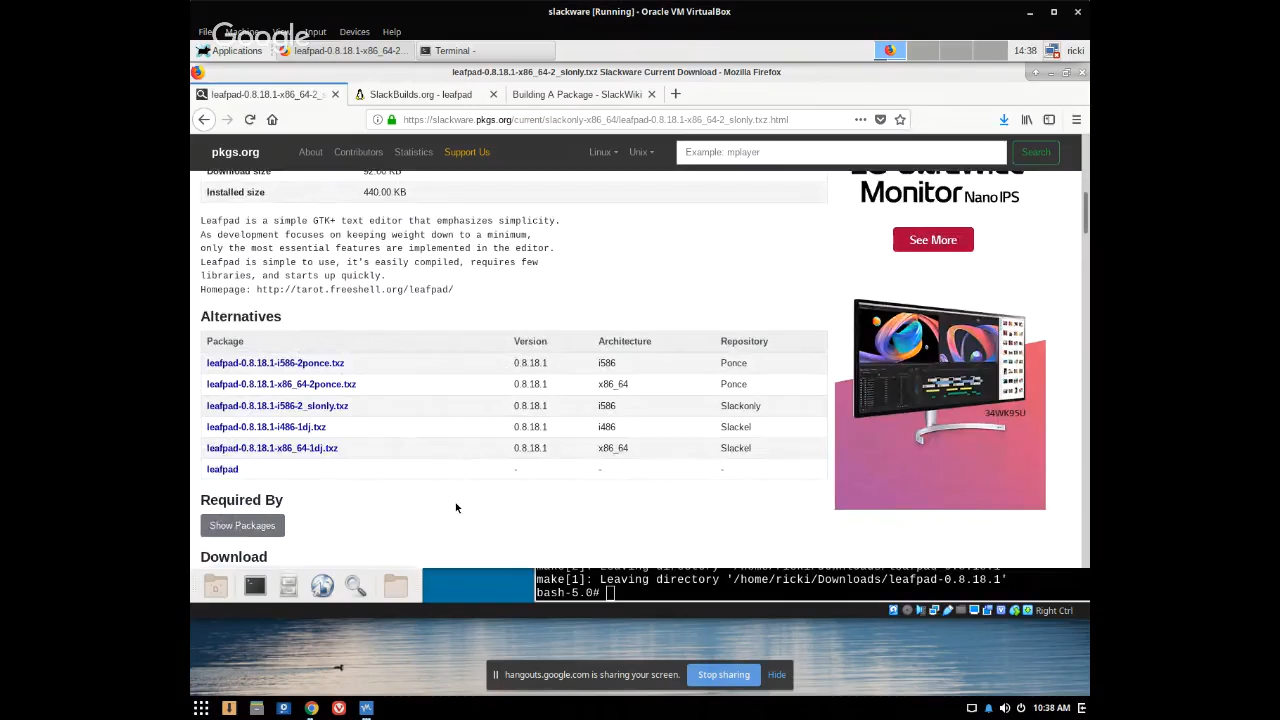 slackware [Running] - Oracle VM VirtualBox
File Machine View Input Devices Help
Google
Applications leafpad-0.8.18.1-x86_64-2... Terminal - 14:38 ricki
leafpad-0.8.18.1-x86_64-2_slonly.txz Slackware Current Download - Mozilla Firefox
leafpad-0.8.18.1-x86_64-2_s SlackBuilds.org - leafpad Building A Package - SlackWiki
https://slackware.pkgs.org/current/slackonly-x86_64/leafpad-0.8.18.1-x86_64-2_slonly.txz.html
pkgs.org About Contributors Statistics Support Us Linux Unix Example: mplayer Search
Download size 92.00 KB
Installed size 440.00 KB
Monitor Nano IPS
See More
Leafpad is a simple GTK+ text editor that emphasizes simplicity.
As development focuses on keeping weight down to a minimum,
only the most essential features are implemented in the editor.
Leafpad is simple to use, it's easily compiled, requires few
libraries, and starts up quickly.
Homepage: http://tarot.freeshell.org/leafpad/
Alternatives
Package Version Architecture Repository
leafpad-0.8.18.1-i586-2ponce.txz 0.8.18.1 i586 Ponce
leafpad-0.8.18.1-x86_64-2ponce.txz 0.8.18.1 x86_64 Ponce
leafpad-0.8.18.1-i586-2_slonly.txz 0.8.18.1 i586 Slackonly
leafpad-0.8.18.1-i486-1dj.txz 0.8.18.1 i486 Slackel
leafpad-0.8.18.1-x86_64-1dj.txz 0.8.18.1 x86_64 Slackel
leafpad - - -
34WK95U
Required By
Show Packages
Download
make[1]: Leaving directory '/home/ricki/Downloads/leafpad-0.8.18.1'
bash-5.0#
Right Ctrl
hangouts.google.com is sharing your screen. Stop sharing Hide
10:38 AM